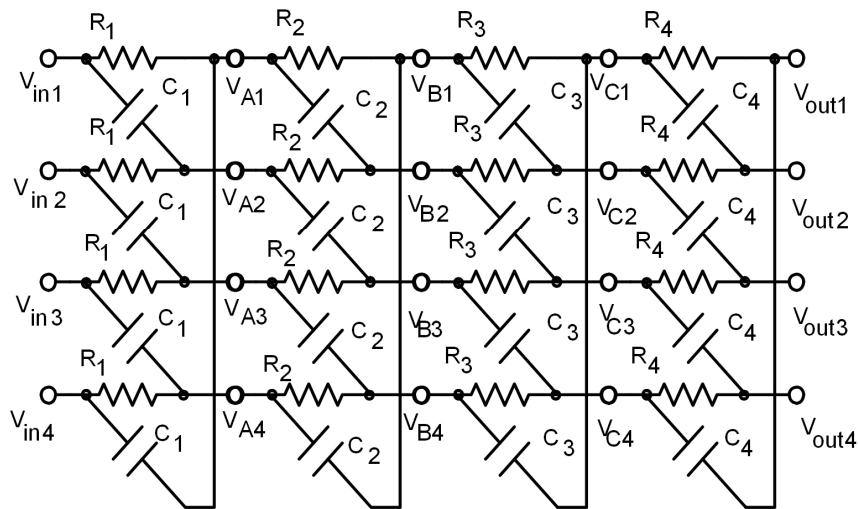 R1 R2 R3 R4
Vin1 C1 VA1 C2 VB1 C3 VC1 C4 Vout1
R1 R2 R3 R4
Vin2 C1 VA2 C2 VB2 C3 VC2 C4 Vout2
R1 R2 R3 R4
Vin3 C1 VA3 C2 VB3 C3 VC3 C4 Vout3
R1 R2 R3 R4
Vin4 C1 VA4 C2 VB4 C3 VC4 C4 Vout4